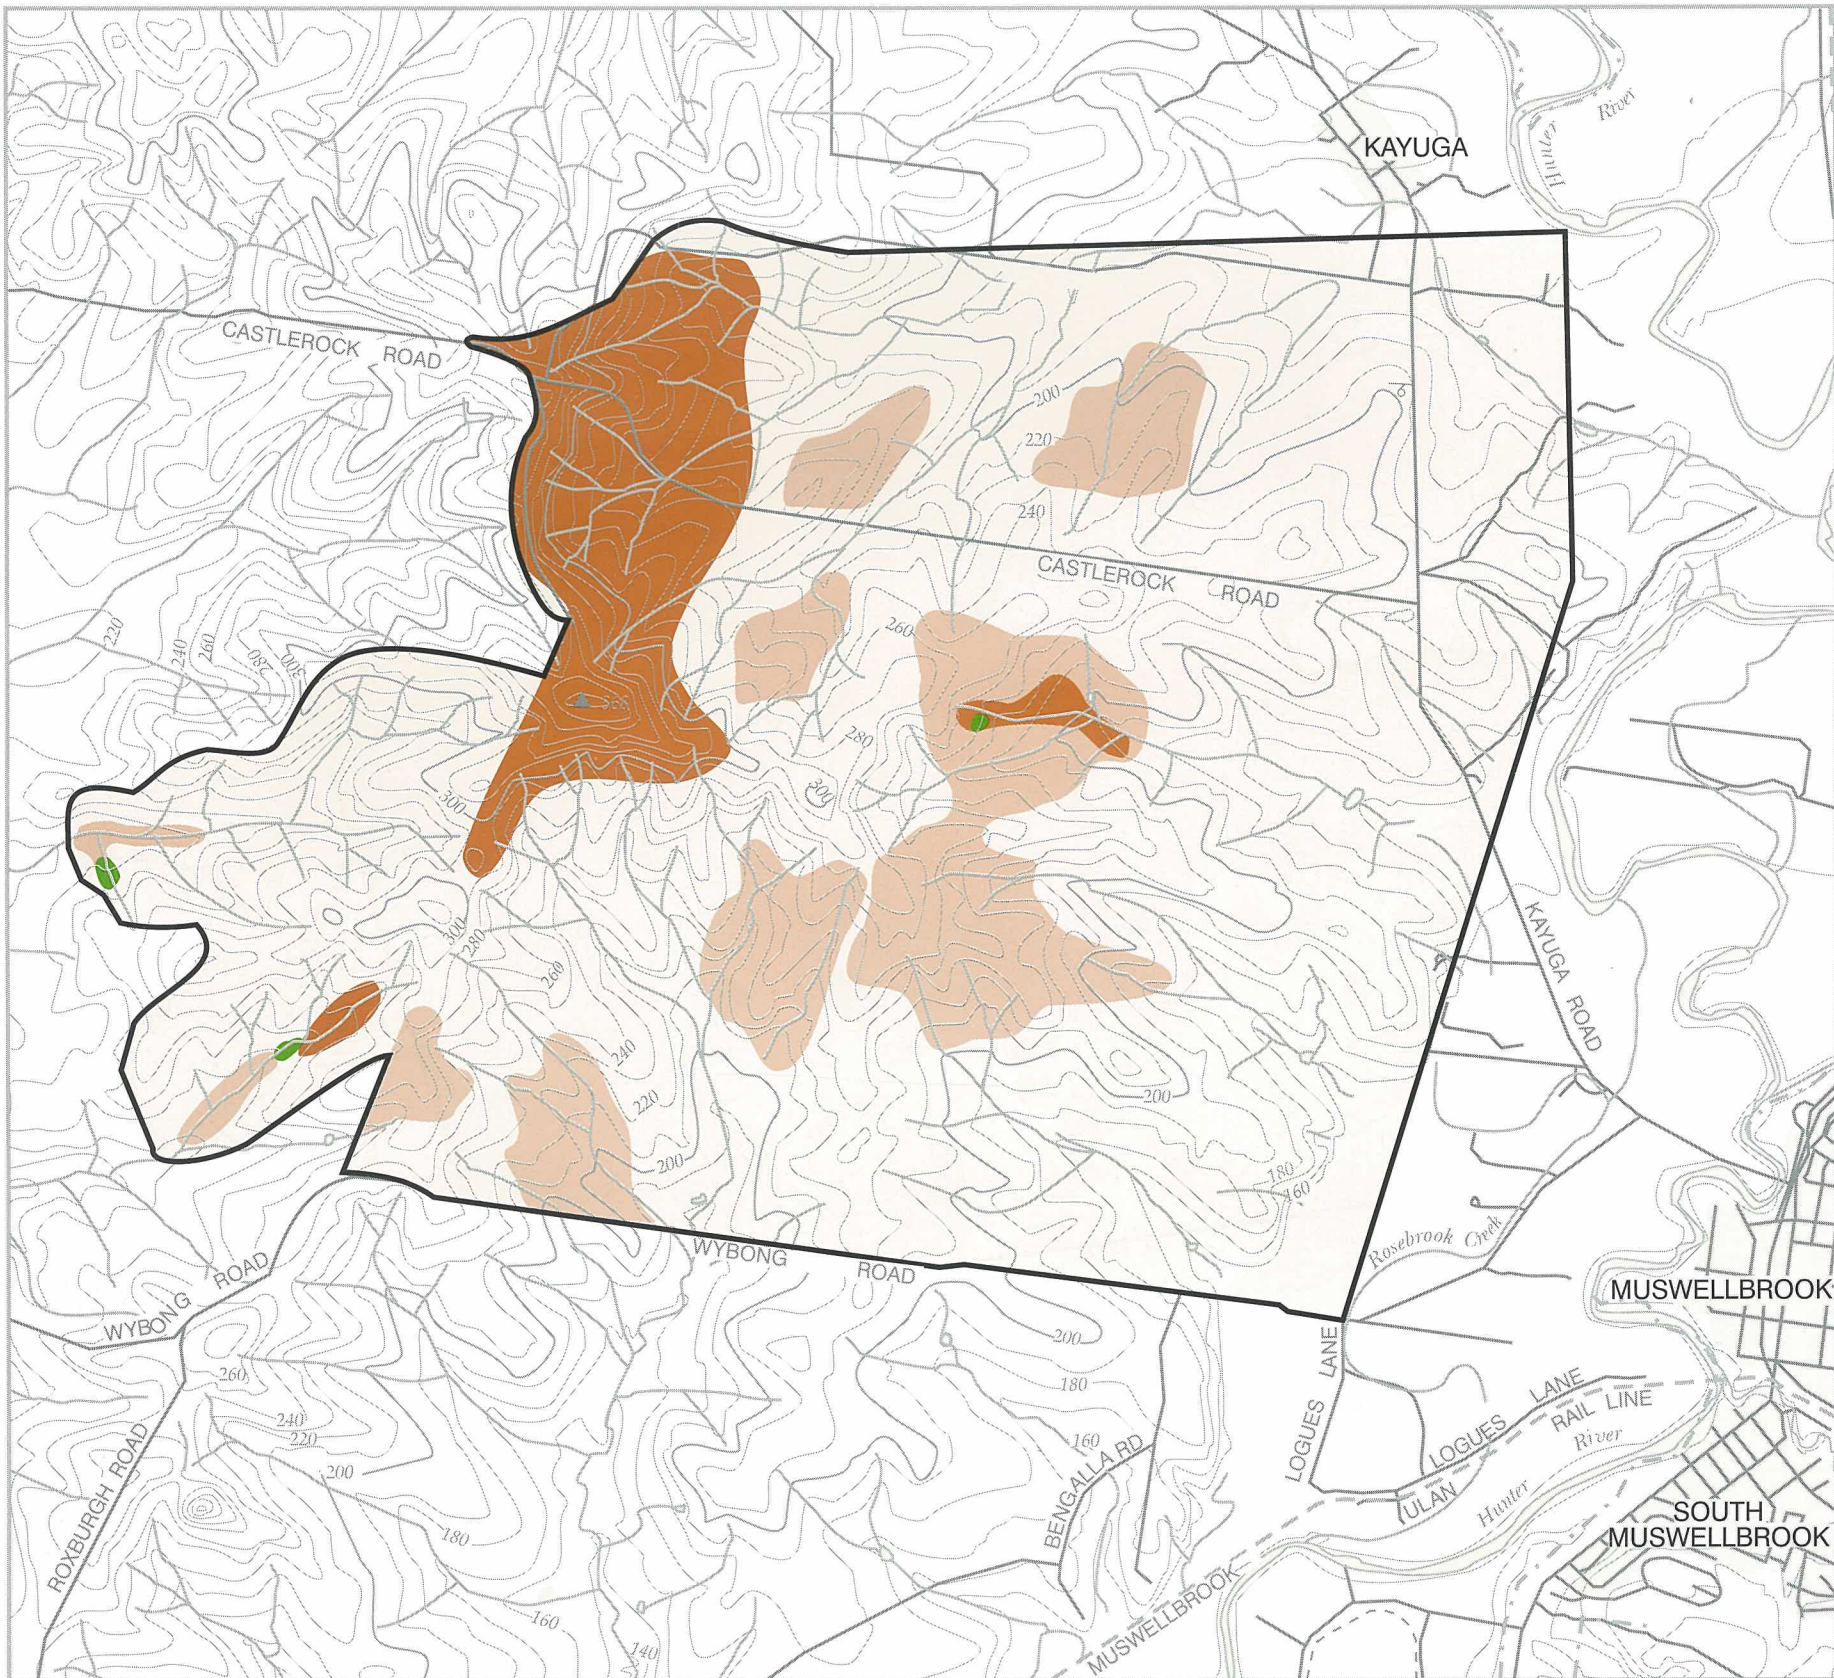 KAYUGA
Hunter
River
CASTLEROCK ROAD
200
220
240
CASTLEROCK ROAD
220
240
260
280
300
260
280
300
300
300
280
260
240
220
200
200
180
160
KAYUGA ROAD
Rosebrook Creek
WYBONG ROAD
WYBONG ROAD
MUSWELLBROOK
LOGUES LANE
200
180
160
BENGALLA RD
260
240
220
200
180
160
140
ROXBURGH ROAD
LOGUES LANE
RAIL LINE
ULAN
River
Hunter
MUSWELLBROOK
SOUTH
MUSWELLBROOK